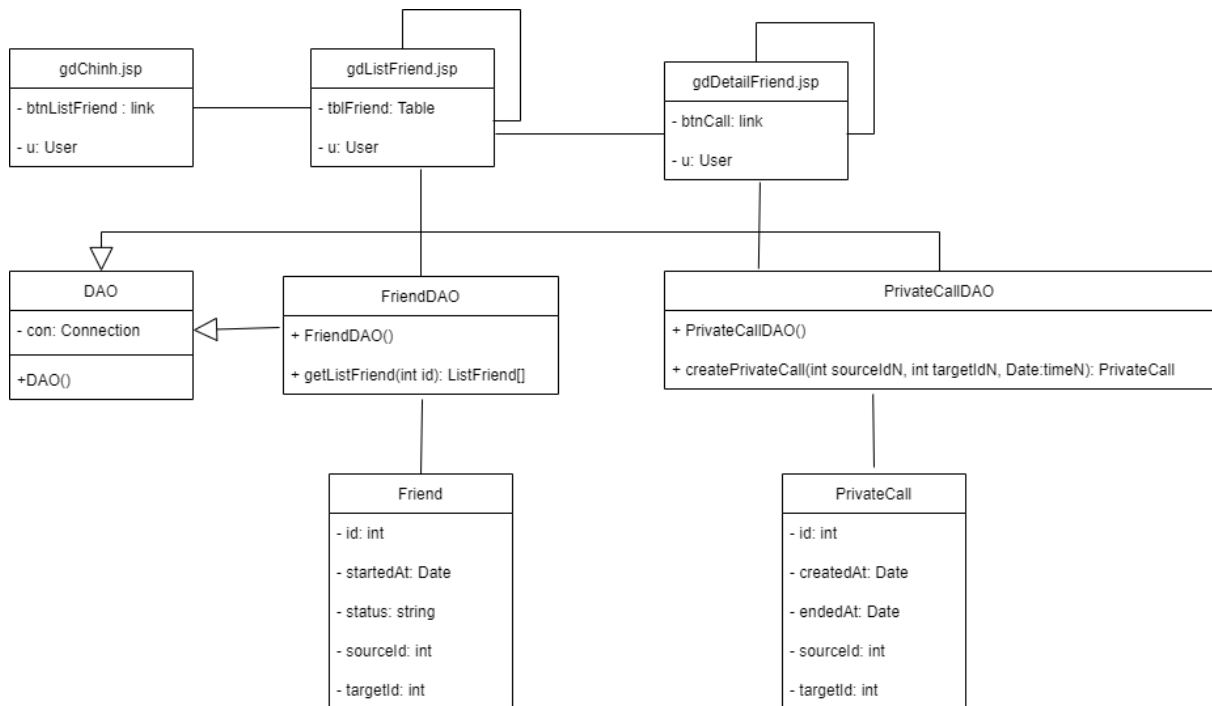 gdChinh.jsp
- btnListFriend : link
- u: User
gdListFriend.jsp
- tblFriend: Table
- u: User
gdDetailFriend.jsp
- btnCall: link
- u: User
DAO
- con: Connection
+DAO()
FriendDAO
+ FriendDAO()
+ getListFriend(int id): ListFriend[]
PrivateCallDAO
+ PrivateCallDAO()
+ createPrivateCall(int sourceIdN, int targetIdN, Date:timeN): PrivateCall
Friend
- id: int
- startedAt: Date
- status: string
- sourceId: int
- targetId: int
PrivateCall
- id: int
- createdAt: Date
- endedAt: Date
- sourceId: int
- targetId: int